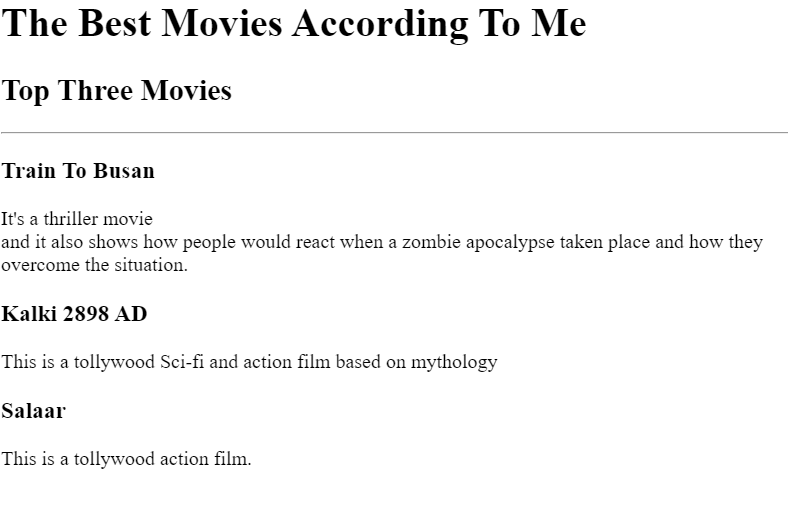 The Best Movies According To Me
Top Three Movies
Train To Busan
It's a thriller movie
and it also shows how people would react when a zombie apocalypse taken place and how they
overcome the situation.
Kalki 2898 AD
This is a tollywood Sci-fi and action film based on mythology
Salaar
This is a tollywood action film.